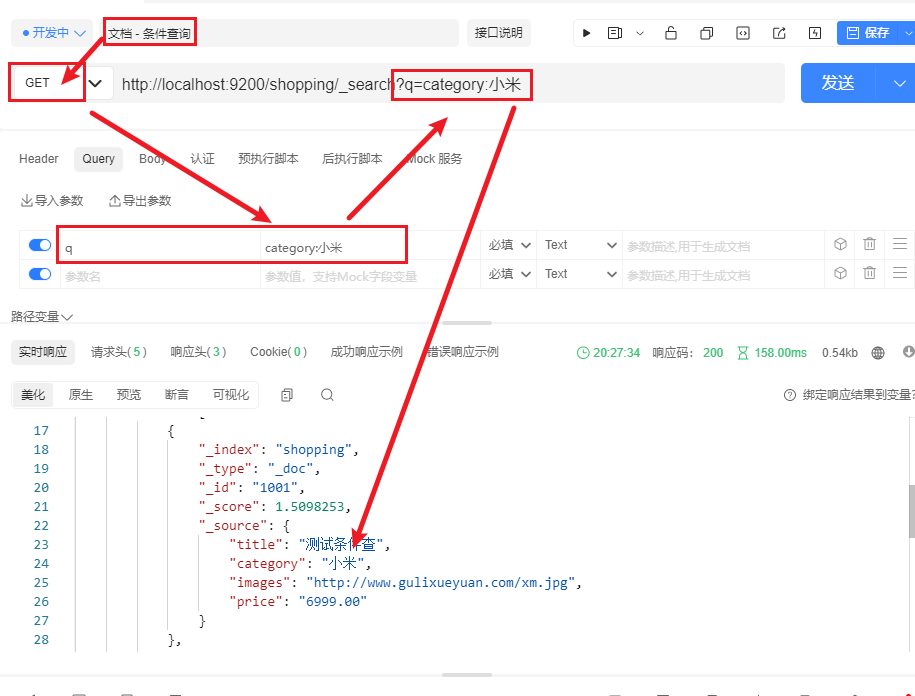 开发中 文档 - 条件查询 接口说明 保存
GET http://localhost:9200/shopping/_search?q=category:小米 发送
Header Query Body 认证 预执行脚本 后执行脚本 Mock 服务
导入参数 导出参数
q category:小米 必填 Text 参数描述,用于生成文档
参数名 参数值，支持Mock字段变量 必填 Text 参数描述,用于生成文档
路径变量
实时响应 请求头(5) 响应头(3) Cookie(0) 成功响应示例 错误响应示例 20:27:34 响应码: 200 158.00ms 0.54kb
美化 原生 预览 断言 可视化 绑定响应结果到变量?
17 {
18 "_index": "shopping",
19 "_type": "_doc",
20 "_id": "1001",
21 "_score": 1.5098253,
22 "_source": {
23 "title": "测试条件查",
24 "category": "小米",
25 "images": "http://www.gulixueyuan.com/xm.jpg",
26 "price": "6999.00"
27 }
28 },